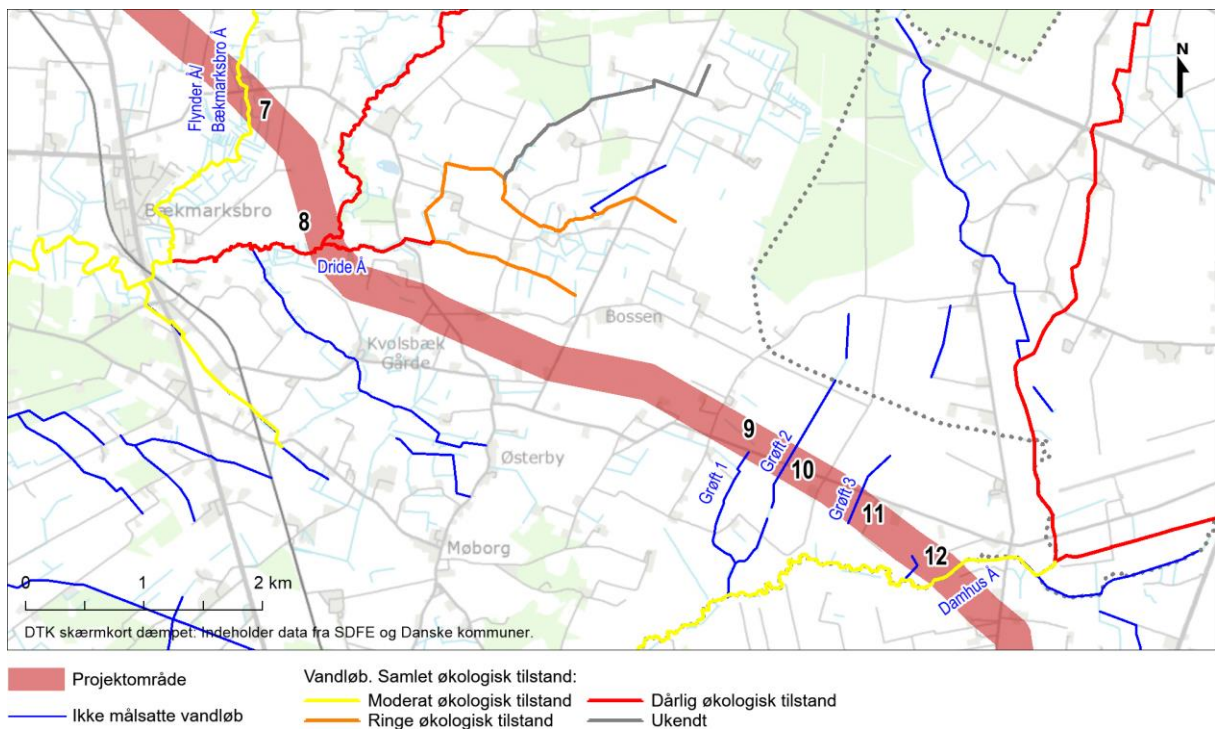 N
Flynder Å/
Bækmarksbro Å
7
Bækmarksbro
8
Dride Å
Bossen
Kvolsbæk
Gårde
9
Grøft 2
10
Østerby
Grøft 1
Grøft 3
11
Møborg
12
Damhus Å
0 1 2 km
DTK skærmkort dæmpet: Indeholder data fra SDFE og Danske kommuner.
Projektområde
Ikke målsatte vandløb
Vandløb. Samlet økologisk tilstand:
Moderat økologisk tilstand
Dårlig økologisk tilstand
Ringe økologisk tilstand
Ukendt